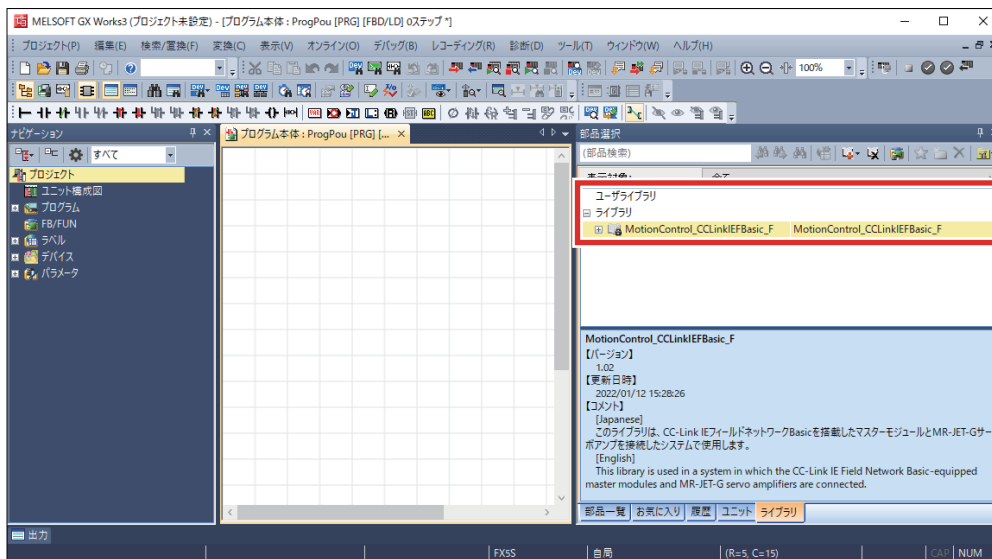 MELSOFT GX Works3 (プロジェクト未設定) - [プログラム本体 : ProgPou [PRG] [FBD/LD] 0ステップ *]
プロジェクト(P) 編集(E) 検索/置換(F) 変換(C) 表示(V) オンライン(O) デバッグ(B) レコーディング(R) 診断(D) ツール(T) ウィンドウ(W) ヘルプ(H)
100%
ナビゲーション
プログラム本体 : ProgPou [PRG] [...
部品選択
すべて
(部品検索)
プロジェクト
表示対象:
全て
ユニット構成図
プログラム
FB/FUN
ラベル
デバイス
パラメータ
ユーザライブラリ
ライブラリ
MotionControl_CCLinkIEFBasic_F MotionControl_CCLinkIEFBasic_F
MotionControl_CCLinkIEFBasic_F
【バージョン】
1.02
【更新日時】
2022/01/12 15:28:26
【コメント】
[Japanese]
このライブラリは、CC-Link IEフィールドネットワークBasicを搭載したマスターモジュールとMR-JET-Gサー
ボアンプを接続したシステムで使用します。
[English]
This library is used in a system in which the CC-Link IE Field Network Basic-equipped
master modules and MR-JET-G servo amplifiers are connected.
部品一覧 お気に入り 履歴 ユニット ライブラリ
出力
FX5S 自局 (R=5, C=15) CAP NUM